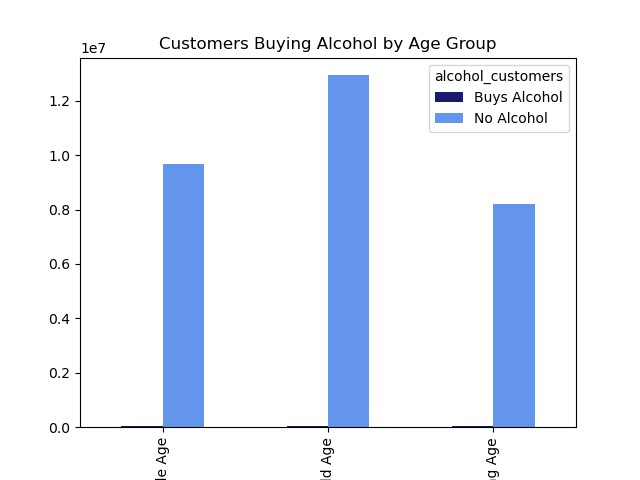 Customers Buying Alcohol by Age Group
1e7
alcohol_customers
Buys Alcohol
No Alcohol
1.2
1.0
0.8
0.6
0.4
0.2
0.0
le Age
ld Age
ng Age